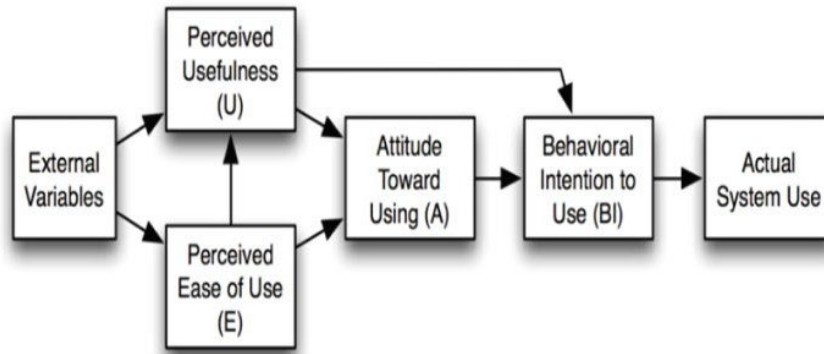 External
Variables
Perceived
Usefulness
(U)
Perceived
Ease of Use
(E)
Attitude
Toward
Using (A)
Behavioral
Intention to
Use (BI)
Actual
System Use